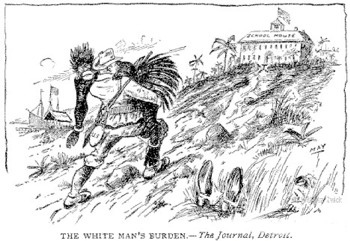 SCHOOL HOUSE
MAY
THE WHITE MAN'S BURDEN.—The Journal, Detroit.